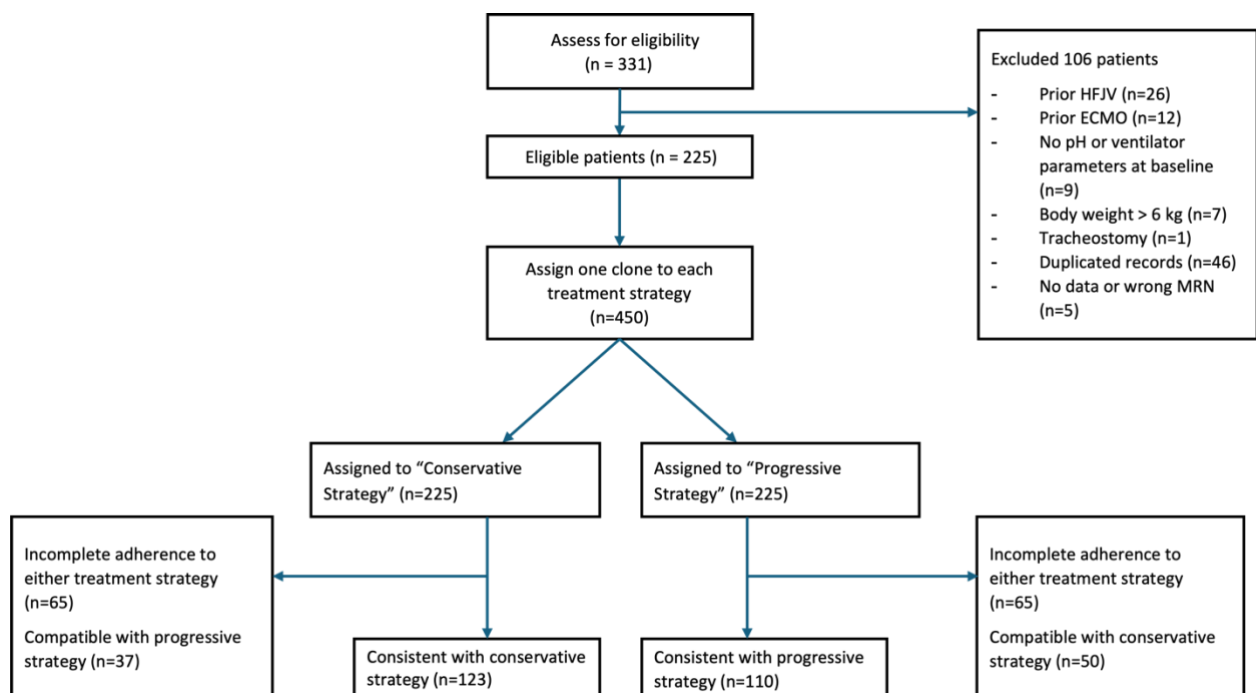 Assess for eligibility
(n = 331)
Excluded 106 patients
- Prior HFJV (n=26)
- Prior ECMO (n=12)
- No pH or ventilator
parameters at baseline
(n=9)
- Body weight > 6 kg (n=7)
- Tracheostomy (n=1)
- Duplicated records (n=46)
- No data or wrong MRN
(n=5)
Eligible patients (n = 225)
Assign one clone to each
treatment strategy
(n=450)
Assigned to “Conservative
Strategy” (n=225)
Assigned to “Progressive
Strategy” (n=225)
Incomplete adherence to
either treatment strategy
(n=65)
Compatible with progressive
strategy (n=37)
Consistent with conservative
strategy (n=123)
Consistent with progressive
strategy (n=110)
Incomplete adherence to
either treatment strategy
(n=65)
Compatible with conservative
strategy (n=50)